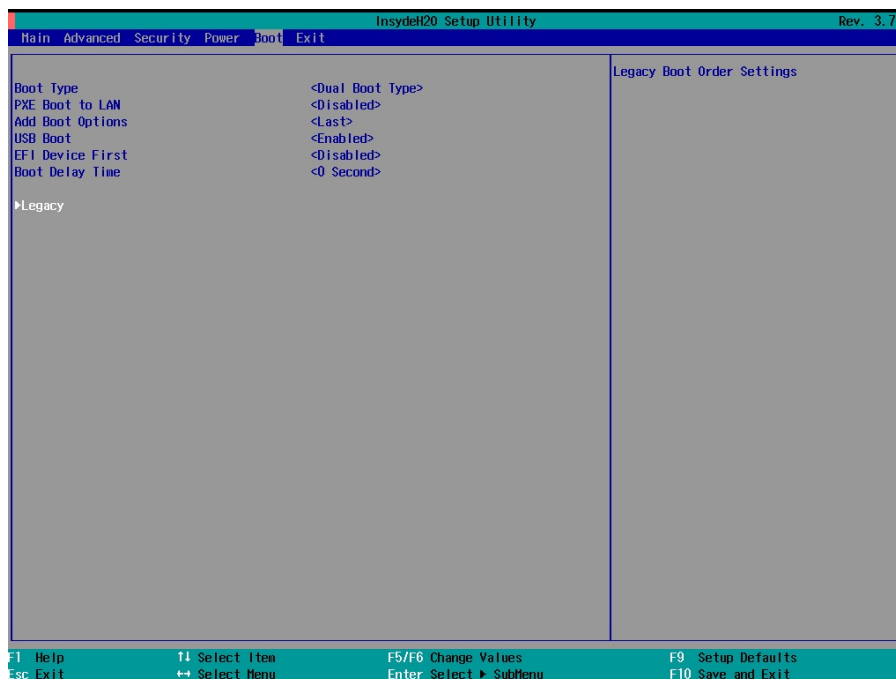 InsydeH2O Setup Utility Rev. 3.7
Main Advanced Security Power Boot Exit
Legacy Boot Order Settings
Boot Type <Dual Boot Type>
PXE Boot to LAN <Disabled>
Add Boot Options <Last>
USB Boot <Enabled>
EFI Device First <Disabled>
Boot Delay Time <0 Second>
▶Legacy
F1 Help ↑↓ Select Item F5/F6 Change Values F9 Setup Defaults
Esc Exit ↔ Select Menu Enter Select ▶ SubMenu F10 Save and Exit